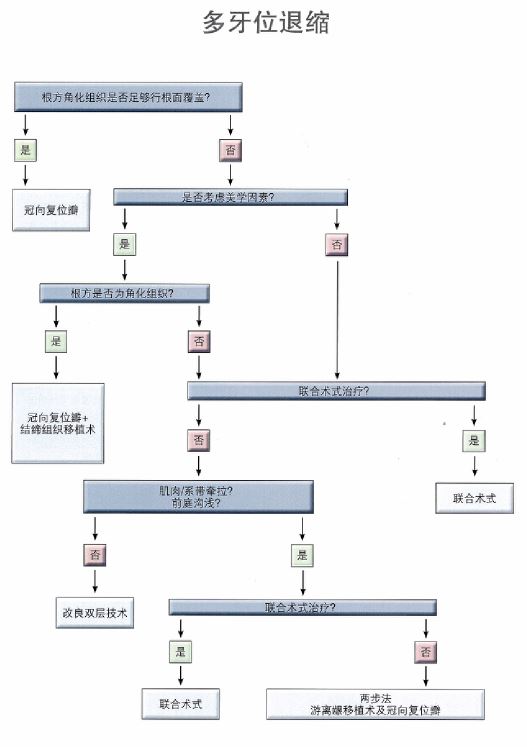 多牙位退缩
根方角化组织是否足够行根面覆盖?
是
否
冠向复位瓣
是否考虑美学因素?
是
否
根方是否为角化组织?
是
否
冠向复位瓣+
结缔组织移植术
联合术式治疗?
否
是
肌肉/系带牵拉?
前庭沟浅?
联合术式
否
是
改良双层技术
联合术式治疗?
是
否
联合术式
两步法
游离龈移植术及冠向复位瓣